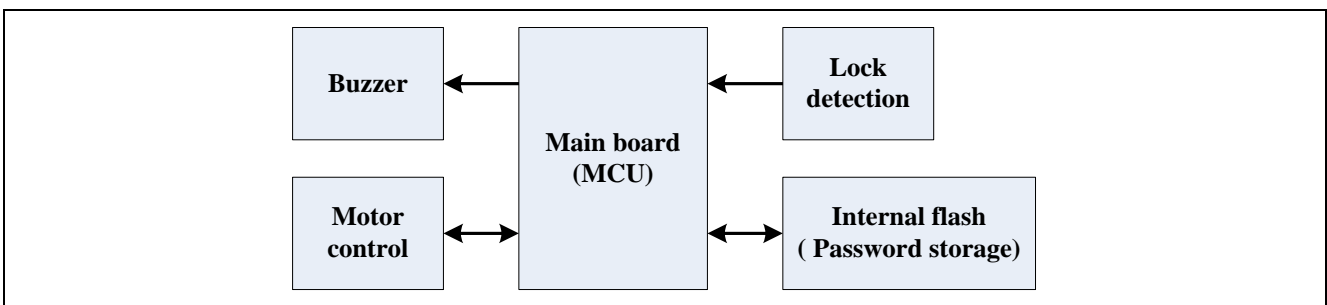 Buzzer
Lock
detection
Main board
(MCU)
Motor
control
Internal flash
( Password storage)